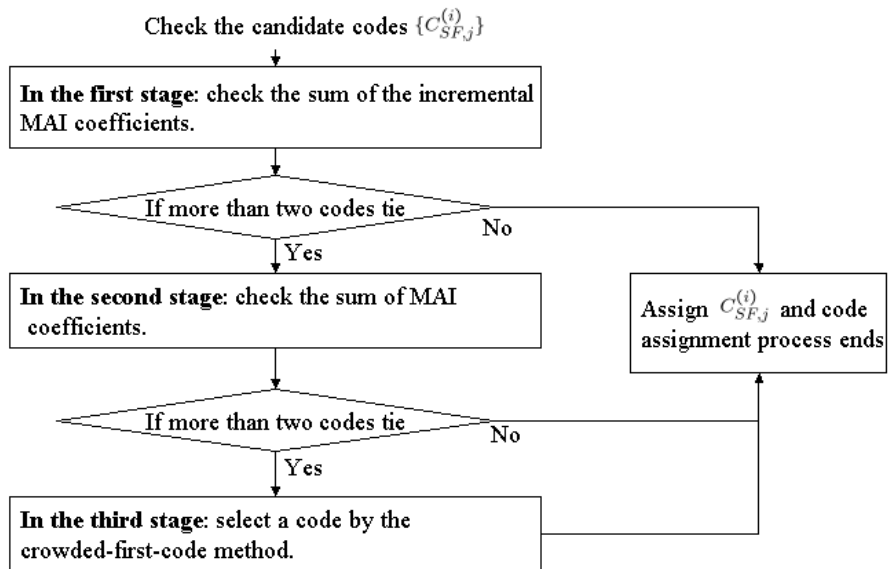 Check the candidate codes $\{C_{SF,j}^{(i)}\}$
In the first stage: check the sum of the incremental
MAI coefficients.
If more than two codes tie
No
Yes
In the second stage: check the sum of MAI
coefficients.
Assign $C_{SF,j}^{(i)}$ and code
assignment process ends
If more than two codes tie
No
Yes
In the third stage: select a code by the
crowded-first-code method.